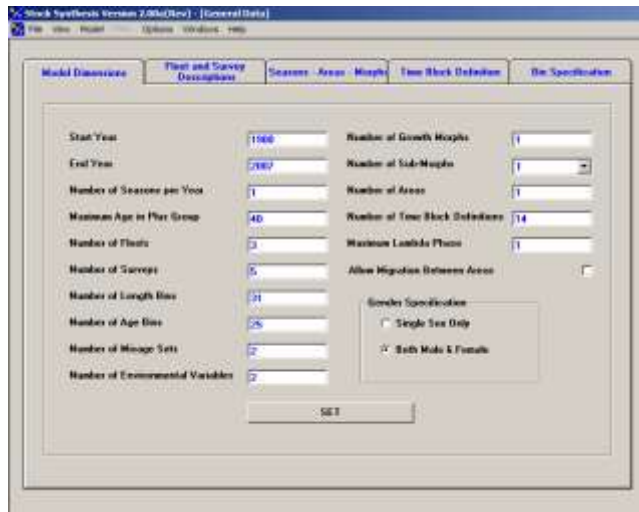 Stock Synthesis Version 2.00a(Rev) - [General Data]
File View Model Options Windows Help
Model Dimensions Fleet and Survey Descriptions Seasons - Areas - Morphs Time Block Definition Bin Specification
Start Year
End Year 2007
Number of Seasons per Year 1
Maximum Age in Plus Group 40
Number of Fleets 3
Number of Surveys 5
Number of Length Bins 31
Number of Age Bins 25
Number of Misage Sets 2
Number of Environmental Variables 2
Number of Growth Morphs 1
Number of Sub-Morphs 1
Number of Areas 1
Number of Time Block Definitions 14
Maximum Lambda Phase 1
Allow Migration Between Areas
Gender Specification
Single Sex Only
Both Male & Female
SET